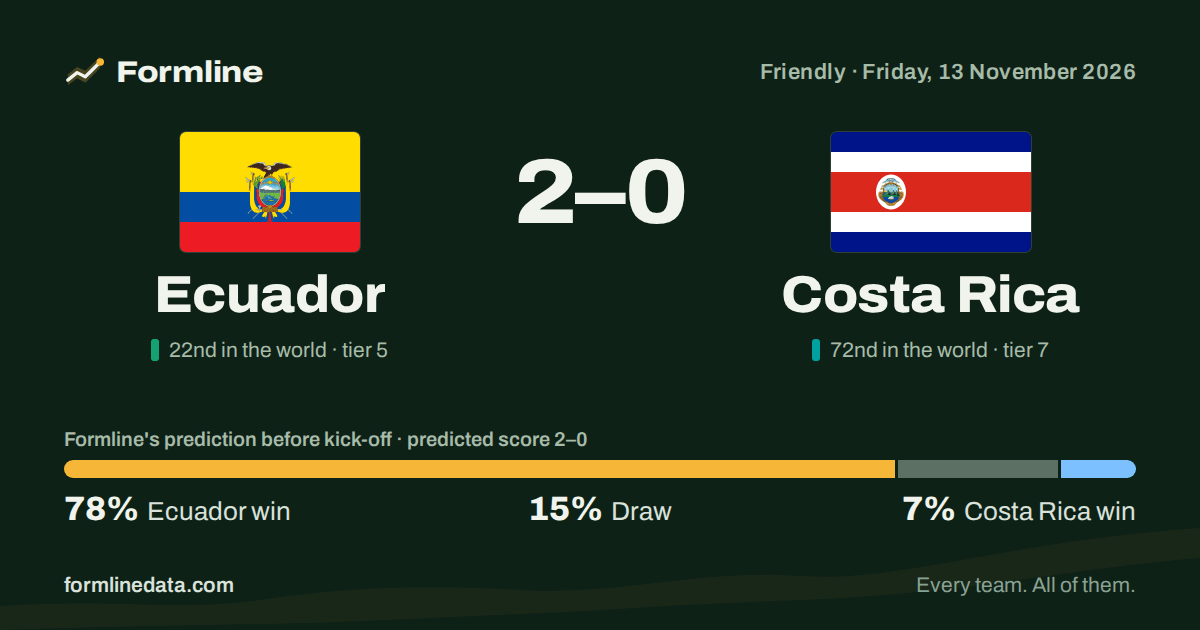 Formline
Friendly · Friday, 13 November 2026
2–0
Ecuador
Costa Rica
22nd in the world · tier 5
72nd in the world · tier 7
Formline's prediction before kick-off · predicted score 2–0
78% Ecuador win
15% Draw
7% Costa Rica win
formlinedata.com
Every team. All of them.